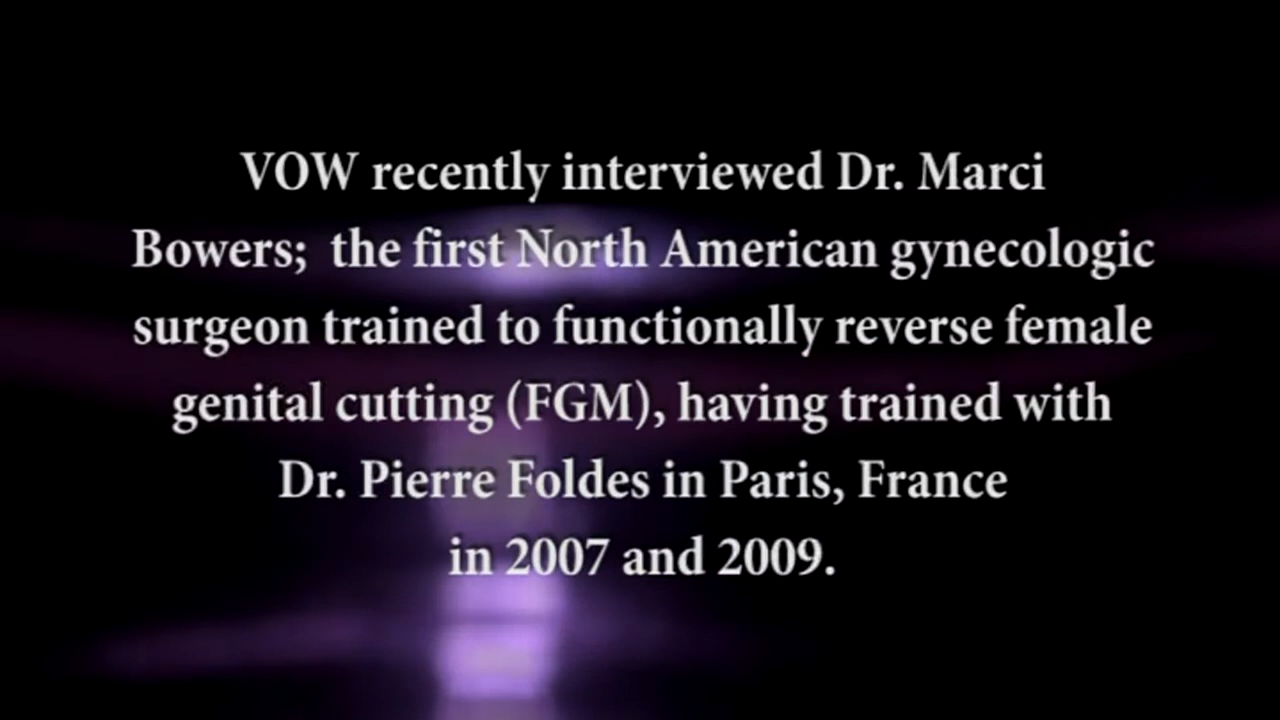 VOW recently interviewed Dr. Marci
Bowers;  the first North American gynecologic
surgeon trained to functionally reverse female
genital cutting (FGM), having trained with
Dr. Pierre Foldes in Paris, France
in 2007 and 2009.